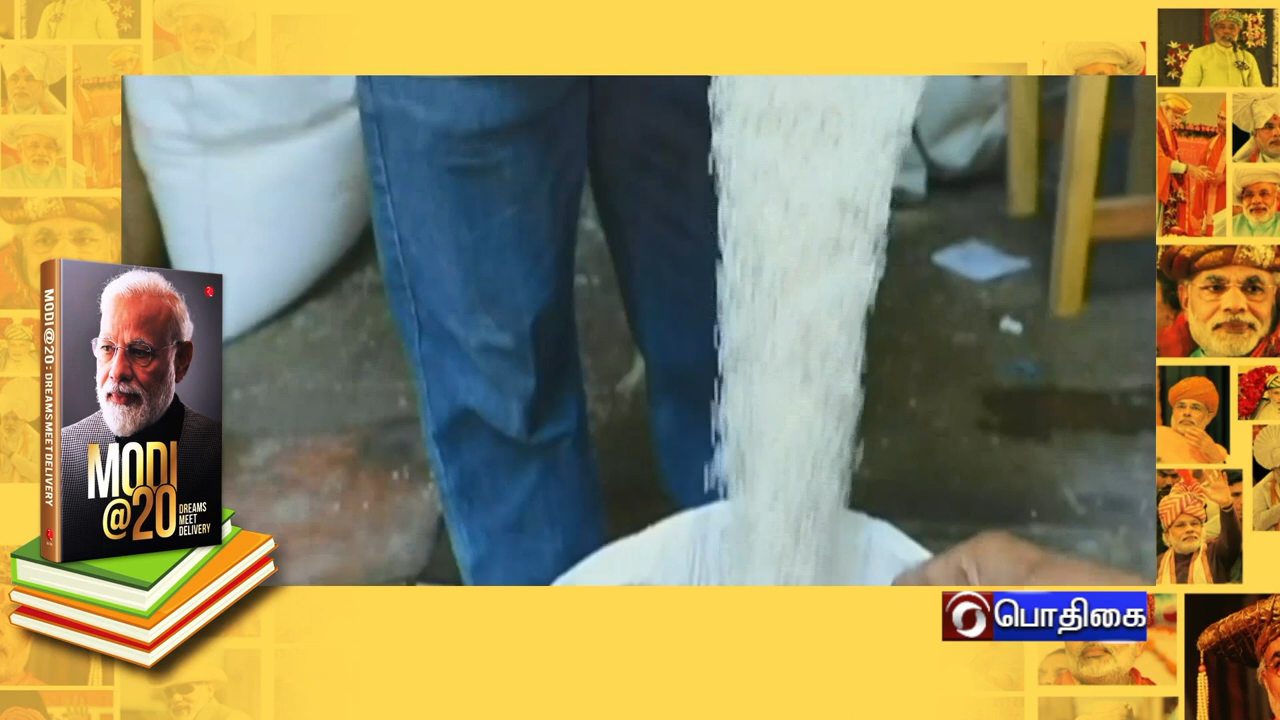 MODI @ 20 : DREAMS MEET DELIVERY
MODI
@20
DREAMS
MEET
DELIVERY
பொதிகை